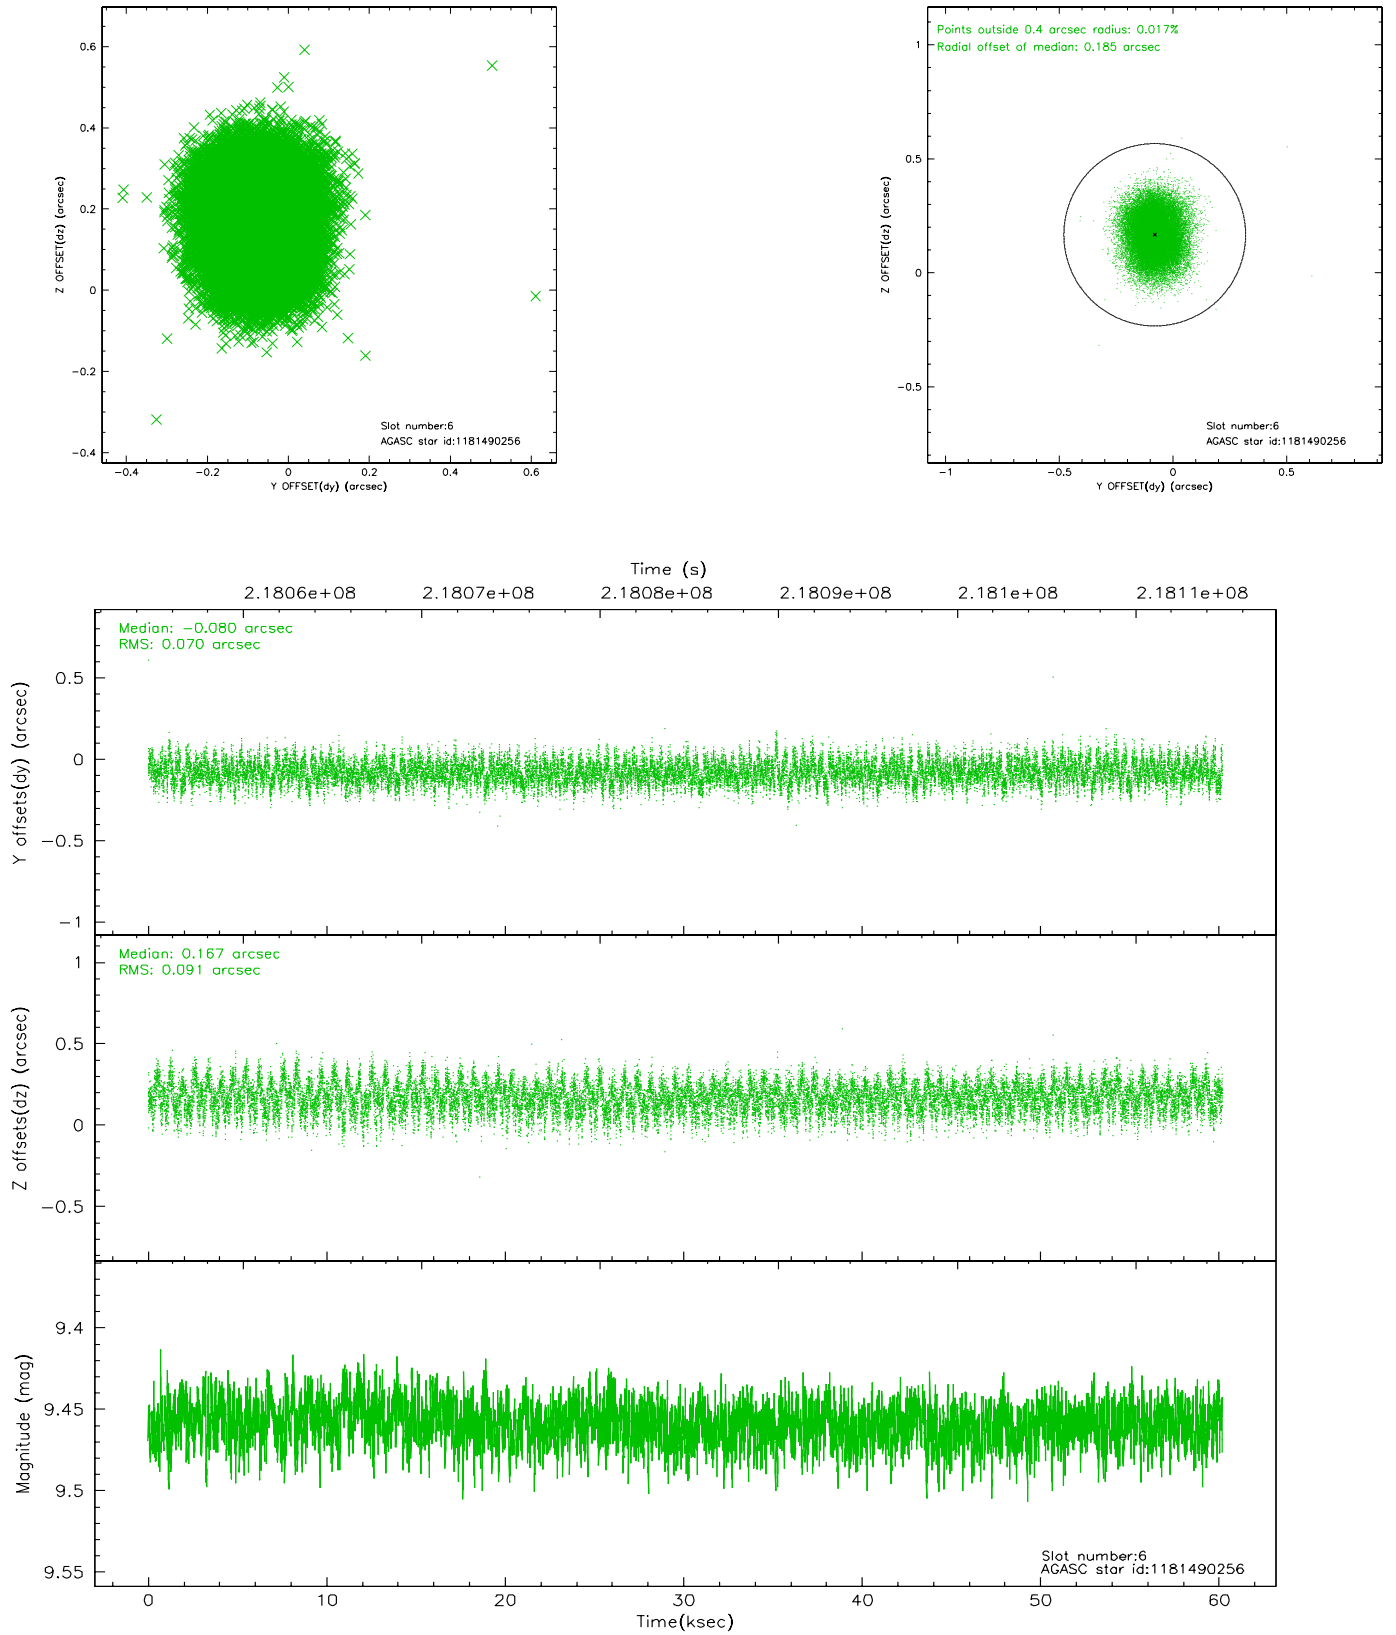 0.6
0.4
0.2
0
−0.2
−0.4
Z OFFSET(dz) (arcsec)
Slot number:6
AGASC star id:1181490256
−0.4 −0.2 0 0.2 0.4 0.6
Y OFFSET(dy) (arcsec)
Points outside 0.4 arcsec radius: 0.017%
Radial offset of median: 0.185 arcsec
1
0.5
0
−0.5
Z OFFSET(dz) (arcsec)
Slot number:6
AGASC star id:1181490256
−1 −0.5 0 0.5
Y OFFSET(dy) (arcsec)
Time (s)
2.1806e+08 2.1807e+08 2.1808e+08 2.1809e+08 2.181e+08 2.1811e+08
Median: −0.080 arcsec
RMS: 0.070 arcsec
0.5
0
−0.5
−1
Y offsets(dy) (arcsec)
Median: 0.167 arcsec
RMS: 0.091 arcsec
1
0.5
0
−0.5
Z offsets(dz) (arcsec)
9.4
9.45
9.5
9.55
Magnitude (mag)
Slot number:6
AGASC star id:1181490256
0 10 20 30 40 50 60
Time(ksec)